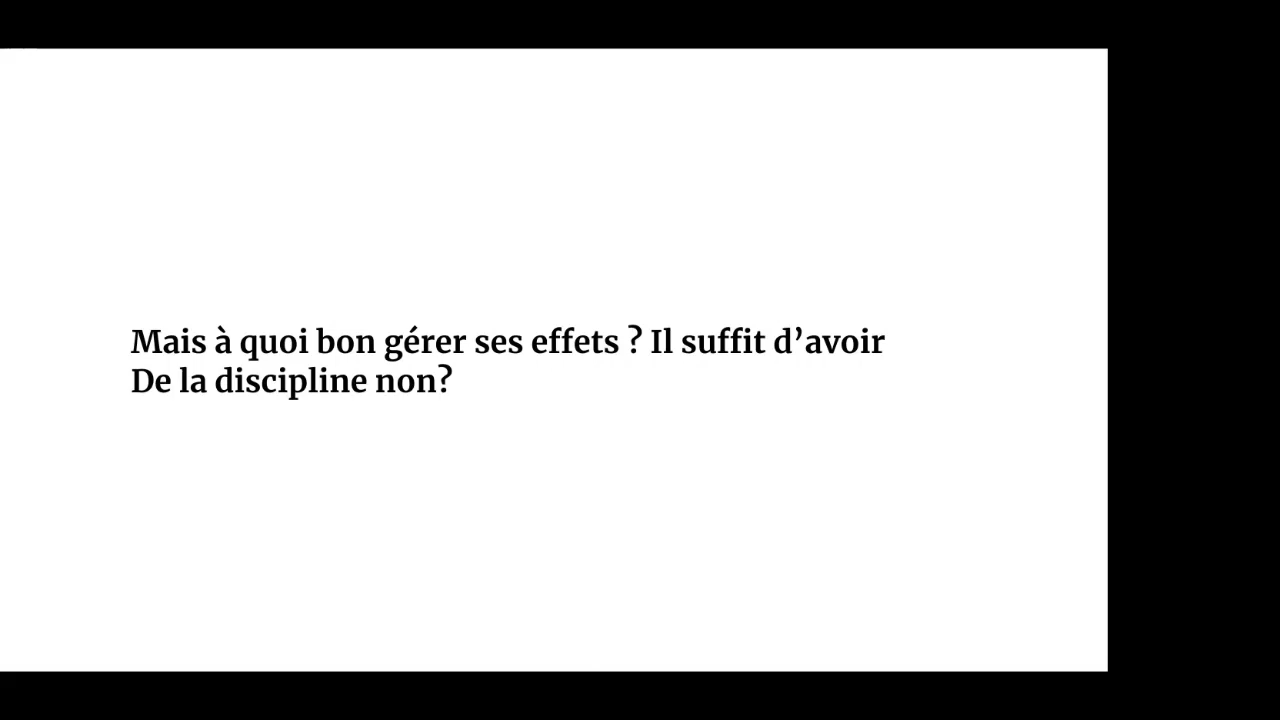 Mais à quoi bon gérer ses effets ? Il suffit d’avoir
De la discipline non?